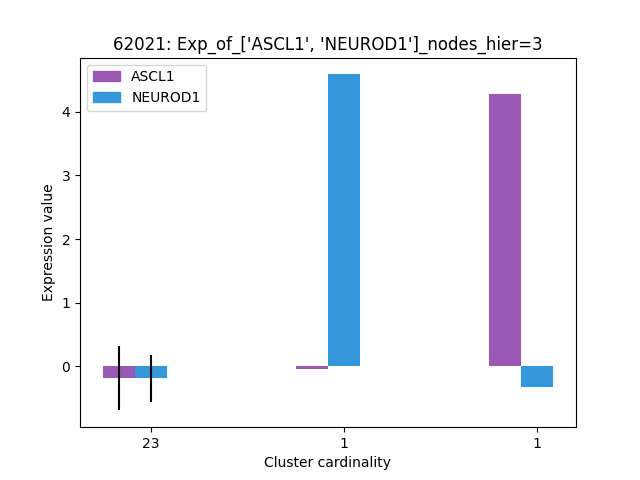 62021: Exp_of_['ASCL1', 'NEUROD1']_nodes_hier=3
ASCL1
NEUROD1
Expression value
4
3
2
1
0
23
1
1
Cluster cardinality